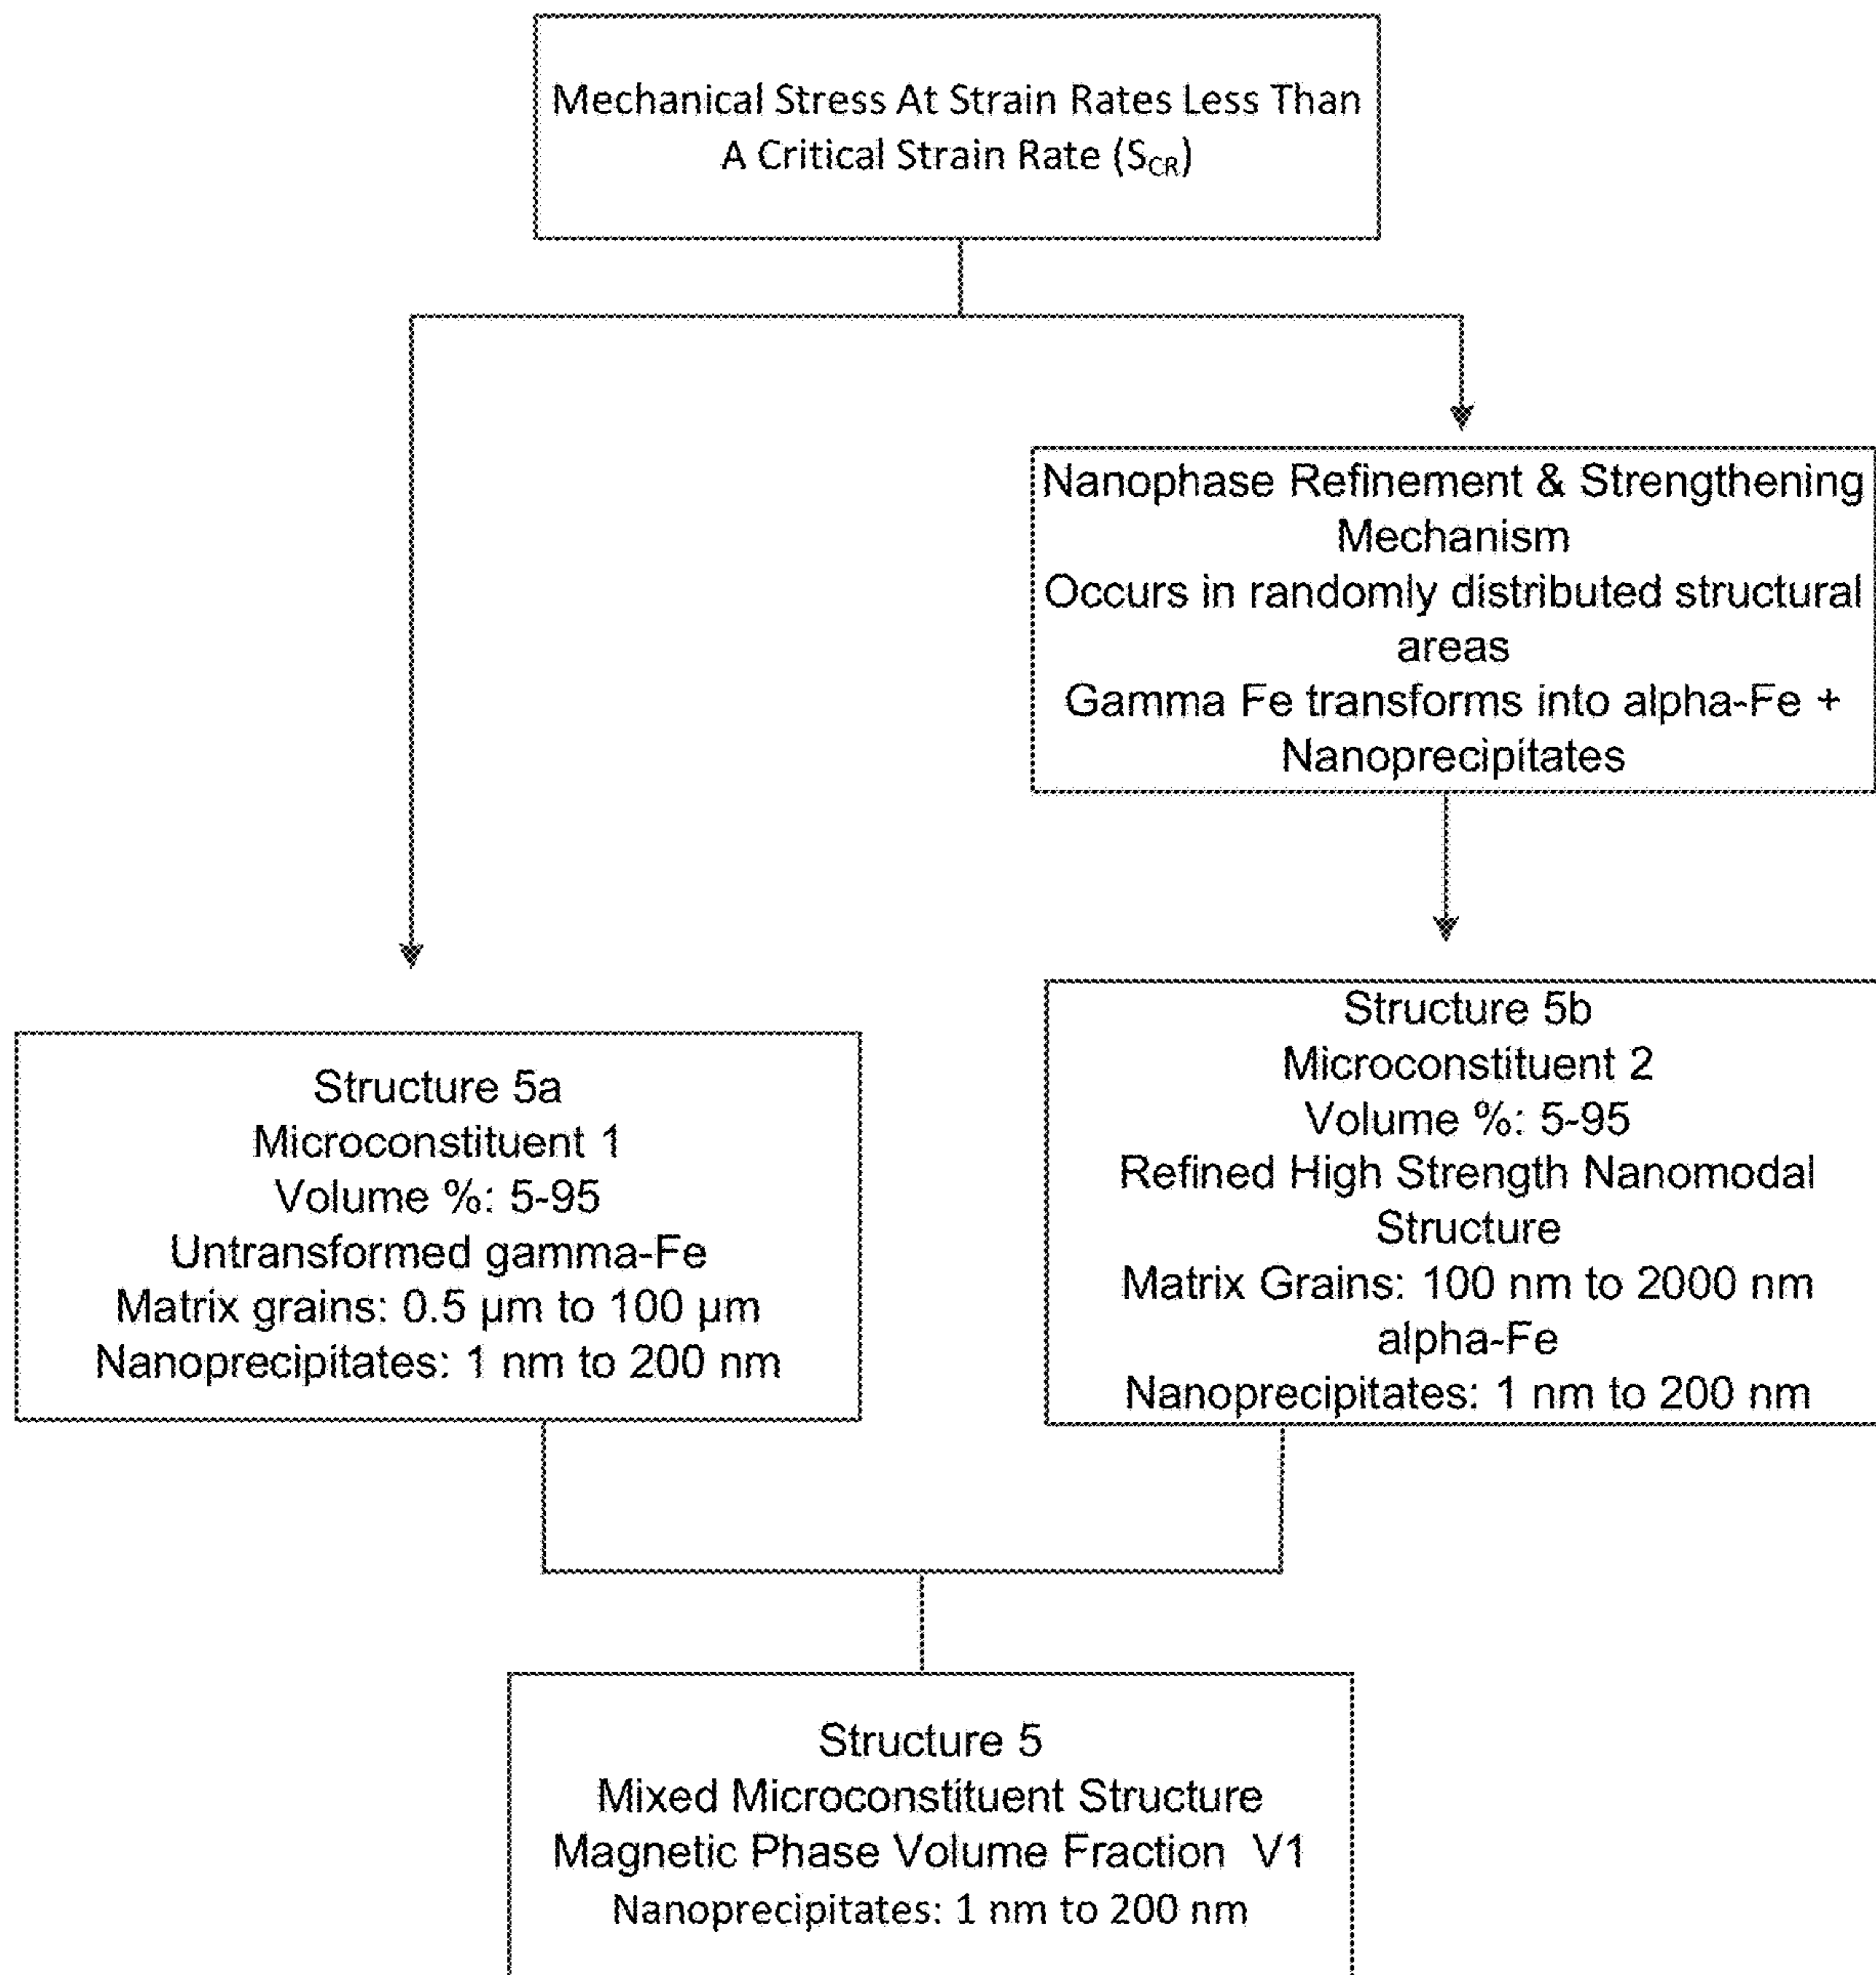 Mechanical Stress At Strain Rates Less Than
A Critical Strain Rate (SCR)
Nanophase Refinement & Strengthening
Mechanism
Occurs in randomly distributed structural
areas
Gamma Fe transforms into alpha-Fe +
Nanoprecipitates
Structure 5a
Microconstituent 1
Volume %: 5-95
Untransformed gamma-Fe
Matrix grains: 0.5 µm to 100 µm
Nanoprecipitates: 1 nm to 200 nm
Structure 5b
Microconstituent 2
Volume %: 5-95
Refined High Strength Nanomodal
Structure
Matrix Grains: 100 nm to 2000 nm
alpha-Fe
Nanoprecipitates: 1 nm to 200 nm
Structure 5
Mixed Microconstituent Structure
Magnetic Phase Volume Fraction V1
Nanoprecipitates: 1 nm to 200 nm